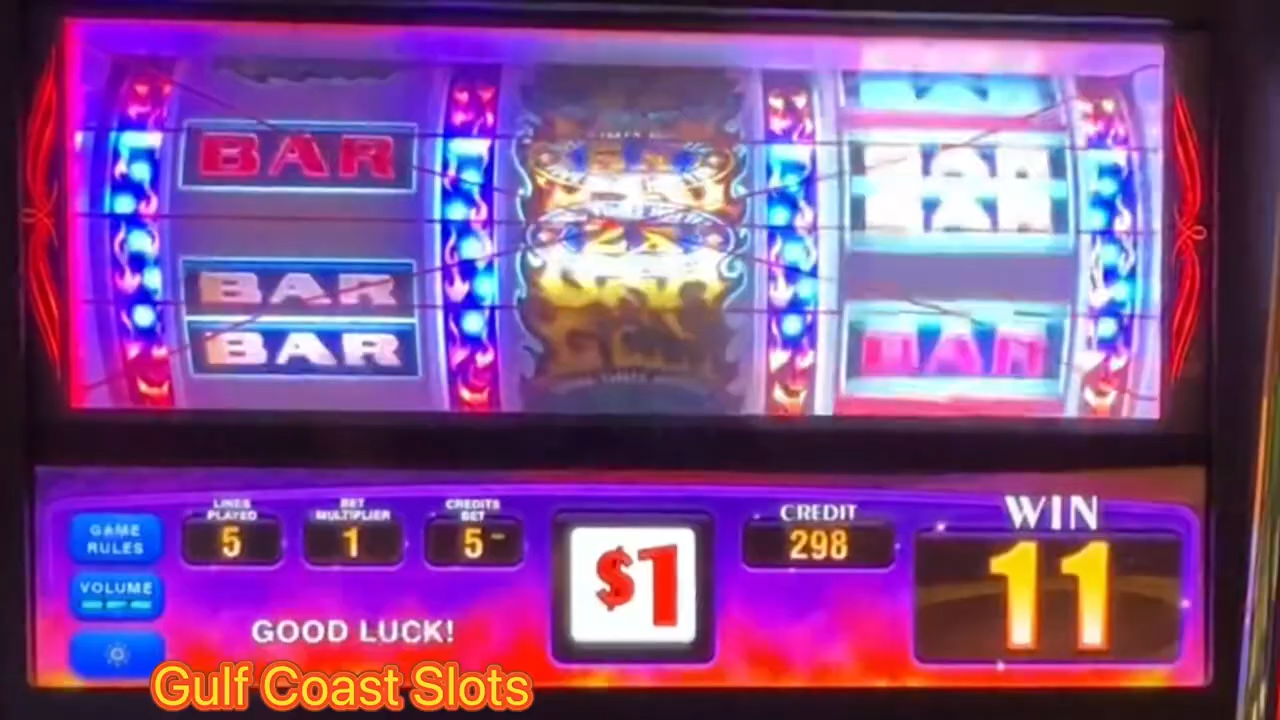 BAR
BAR
BAR
BAR
LINES PLAYED
BET MULTIPLIER
CREDITS BET
CREDIT
WIN
GAME RULES
5
1
5
$1
298
11
VOLUME
GOOD LUCK!
Gulf Coast Slots